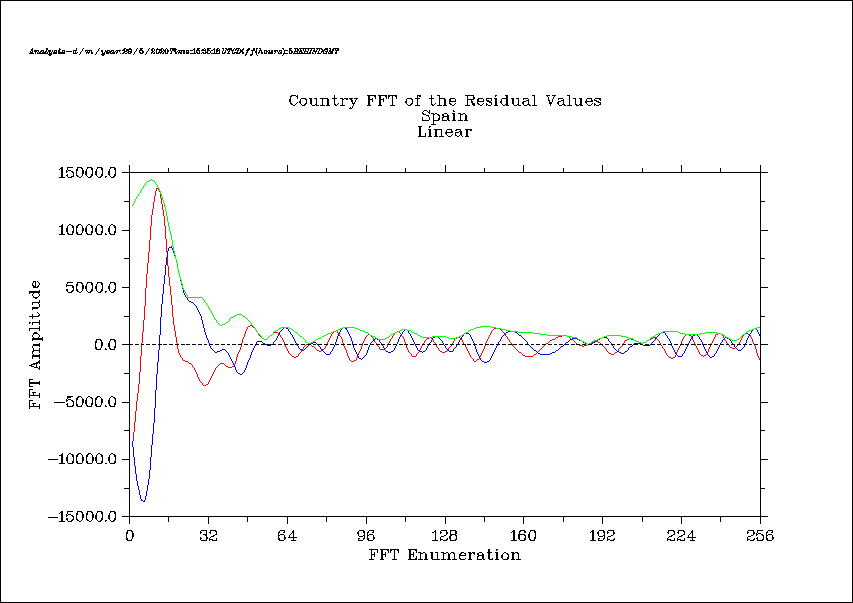 Country FFT of the Residual Values
Spain
Linear
15000.0
10000.0
5000.0
0.0
-5000.0
-10000.0
-15000.0
FFT Amplitude
0 32 64 96 128 160 192 224 256
FFT Enumeration